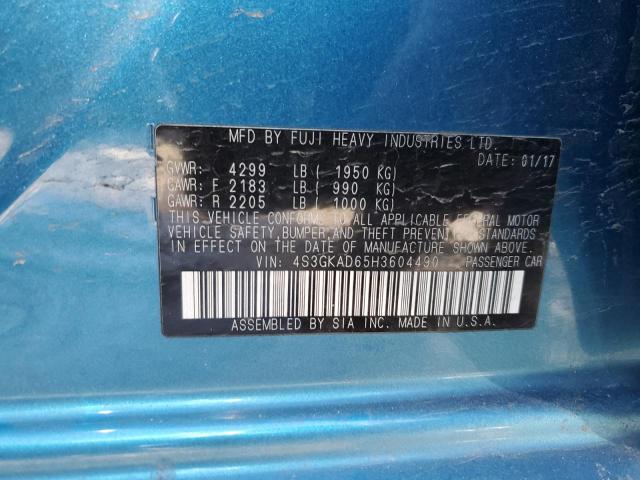 MFD BY FUJI HEAVY INDUSTRIES LTD.
DATE: 01/17
GVWR: 4299 LB ( 1950 KG)
GAWR: F 2183 LB ( 990 KG)
GAWR: R 2205 LB ( 1000 KG)
THIS VEHICLE CONFORMS TO ALL APPLICABLE FEDERAL MOTOR
VEHICLE SAFETY, BUMPER, AND THEFT PREVENTION STANDARDS
IN EFFECT ON THE DATE OF MANUFACTURE SHOWN ABOVE.
VIN: 4S3GKAD65H3604490 PASSENGER CAR
ASSEMBLED BY SIA INC. MADE IN U.S.A.